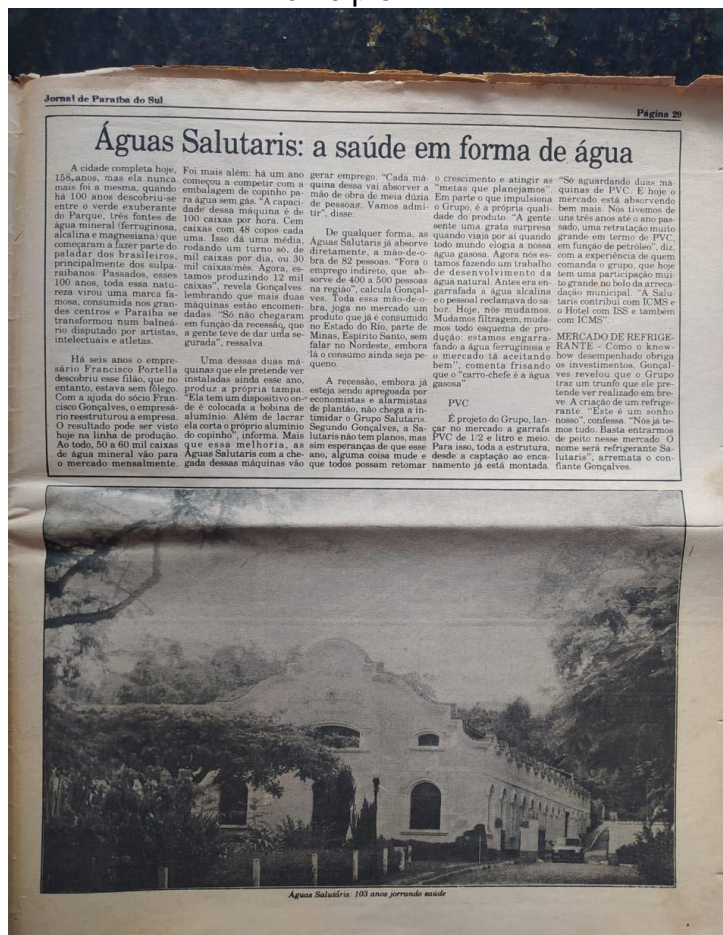 Jornal de Paraíba do Sul
Página 29
Águas Salutaris: a saúde em forma de água
A cidade completa hoje,
158 anos, mas ela nunca
mais foi a mesma, quando
há 100 anos descobriu-se
entre o verde exuberante
do Parque, três fontes de
água mineral (ferruginosa,
alcalina e magnesiana) que
começaram a fazer parte do
paladar dos brasileiros,
principalmente dos sulpa-
raibanos. Passados, esses
100 anos, toda essa natu-
reza virou uma marca fa-
mosa, consumida nos gran-
des centros e Paraíba se
transformou num balneá-
rio disputado por artistas,
intelectuais e atletas.
Há seis anos o empre-
sário Francisco Portella
descobriu esse filão, que no
entanto, estava sem fôlego.
Com a ajuda do sócio Fran-
cisco Gonçalves, o empresá-
rio reestruturou a empresa.
O resultado pode ser visto
hoje na linha de produção.
Ao todo, 50 a 60 mil caixas
de água mineral vão para
o mercado mensalmente.
Foi mais além: há um ano
começou a competir com a
embalagem de copinho pa-
ra água sem gás. "A capaci-
dade dessa máquina é de
100 caixas por hora. Cem
caixas com 48 copos cada
uma. Isso dá uma média,
rodando um turno só, de
mil caixas por dia, ou 30
mil caixas/mês. Agora, es-
tamos produzindo 12 mil
caixas", revela Gonçalves
lembrando que mais duas
máquinas estão encomen-
dadas. "Só não chegaram
em função da recessão, que
a gente teve de dar uma se-
gurada", ressalva.
Uma dessas duas má-
quinas que ele pretende ver
instaladas ainda esse ano,
produz a própria tampa.
"Ela tem um dispositivo on-
de é colocada a bobina de
alumínio. Além de lacrar
ela corta o próprio alumínio
do copinho", informa. Mais
que essa melhoria, as
Águas Salutaris com a che-
gada dessas máquinas vão
gerar emprego. "Cada má-
quina dessa vai absorver a
mão de obra de meia dúzia
de pessoas. Vamos admi-
tir", disse.
De qualquer forma, as
Águas Salutaris já absorve
diretamente, a mão-de-o-
bra de 82 pessoas. "Fora o
emprego indireto, que ab-
sorve de 400 a 500 pessoas
na região", calcula Gonçal-
ves. Toda essa mão-de-o-
bra, joga no mercado um
produto que já é consumido
no Estado do Rio, parte de
Minas, Espírito Santo, sem
falar no Nordeste, embora
'lá o consumo ainda seja pe-
queno.
A recessão, embora já
esteja sendo apregoada por
economistas e alarmistas
de plantão, não chega a in-
timidar o Grupo Salutaris.
Segundo Gonçalves, a Sa-
lutaris não tem planos, mas
sim esperanças de que esse
ano, alguma coisa mude e
que todos possam retomar
o crescimento e atingir as
"metas que planejamos".
Em parte o que impulsiona
o Grupo, é a própria quali-
dade do produto. "A gente
sente uma grata surpresa
quando viaja por aí quando
todo mundo elogia a nossa
água gasosa. Agora nós es-
tamos fazendo um trabalho
de desenvolvimento da
água natural. Antes era en-
garrafada a água alcalina
e o pessoal reclamava do sa-
bor. Hoje, nós mudamos.
Mudamos filtragem, muda-
mos todo esquema de pro-
dução: estamos engarra-
fando a água ferruginosa e
o mercado tá aceitando
bem", comenta frisando
que o "carro-chefe é a água
gasosa".
PVC
É projeto do Grupo, lan-
çar no mercado a garrafa
PVC de 1/2 e litro e meio.
Para isso, toda a estrutura,
desde a captação ao enca-
namento já está montada.
"Só aguardando duas má-
quinas de PVC. E hoje o
mercado está absorvendo
bem mais. Nós tivemos de
uns três anos até o ano pas-
sado, uma retratação muito
grande em termo de PVC,
em função de petróleo", diz,
com a experiência de quem
comanda o grupo, que hoje
tem uma participação mui-
to grande no bolo da arreca-
dação municipal. "A Salu-
taris contribui com ICMS e
o Hotel com ISS e também
com ICMS".
MERCADO DE REFRIGE-
RANTE - Como o know-
how desempenhado obriga
os investimentos. Gonçal-
ves revelou que o Grupo
traz um trunfo que ele pre-
tende ver realizado em bre-
ve. A criação de um refrige-
rante. "Este é um sonho
nosso", confessa. "Nós já te-
mos tudo. Basta entrarmos
de peito nesse mercado. O
nome será refrigerante Sa-
lutaris", arremata o con-
fiante Gonçalves.
Águas Salutáris: 103 anos jorrando saúde